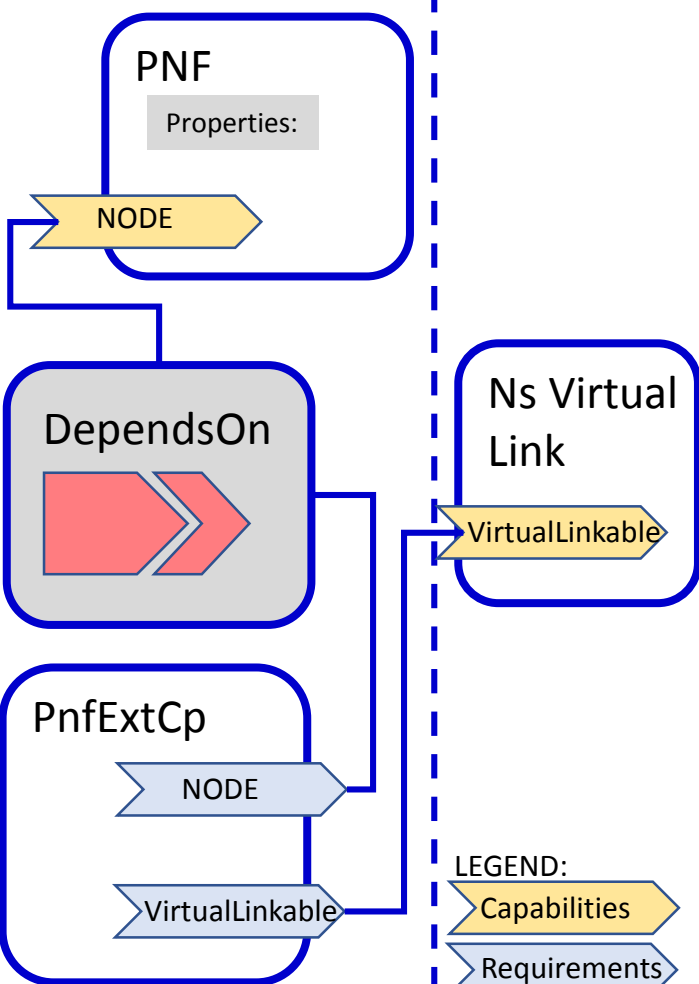 PNF
Properties:
NODE
DependsOn
Ns Virtual
Link
VirtualLinkable
PnfExtCp
NODE
VirtualLinkable
LEGEND:
Capabilities
Requirements